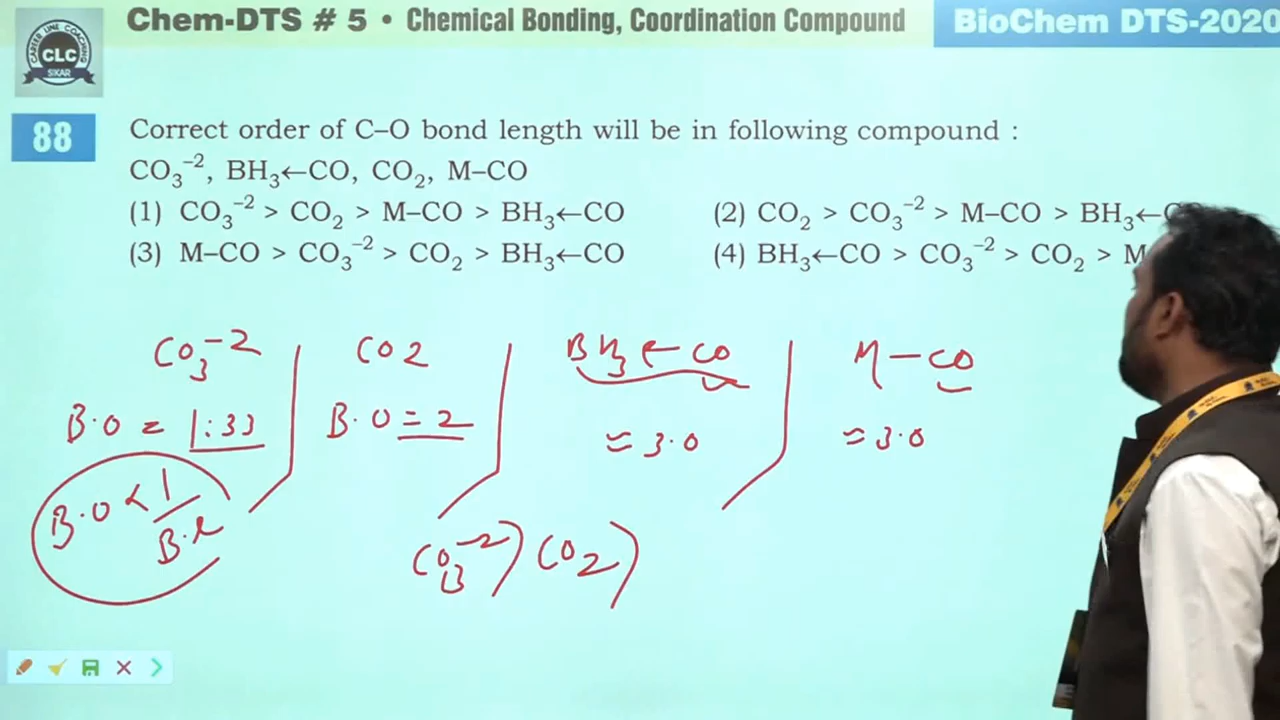 Chem-DTS # 5 • Chemical Bonding, Coordination Compound
BioChem DTS-2020
CAREER LINE COACHING
CLC
SIKAR
88
Correct order of C–O bond length will be in following compound :
CO₃⁻², BH₃←CO, CO₂, M–CO
(1) CO₃⁻² > CO₂ > M–CO > BH₃←CO
(2) CO₂ > CO₃⁻² > M–CO > BH₃←
(3) M–CO > CO₃⁻² > CO₂ > BH₃←CO
(4) BH₃←CO > CO₃⁻² > CO₂ > M
CO₃⁻²
CO2
BH₃←CO
M–CO
B.O = 1.33
B.O = 2
≈ 3.0
≈ 3.0
B.O ∝ 1/B.l
CO₃⁻² > CO₂ >